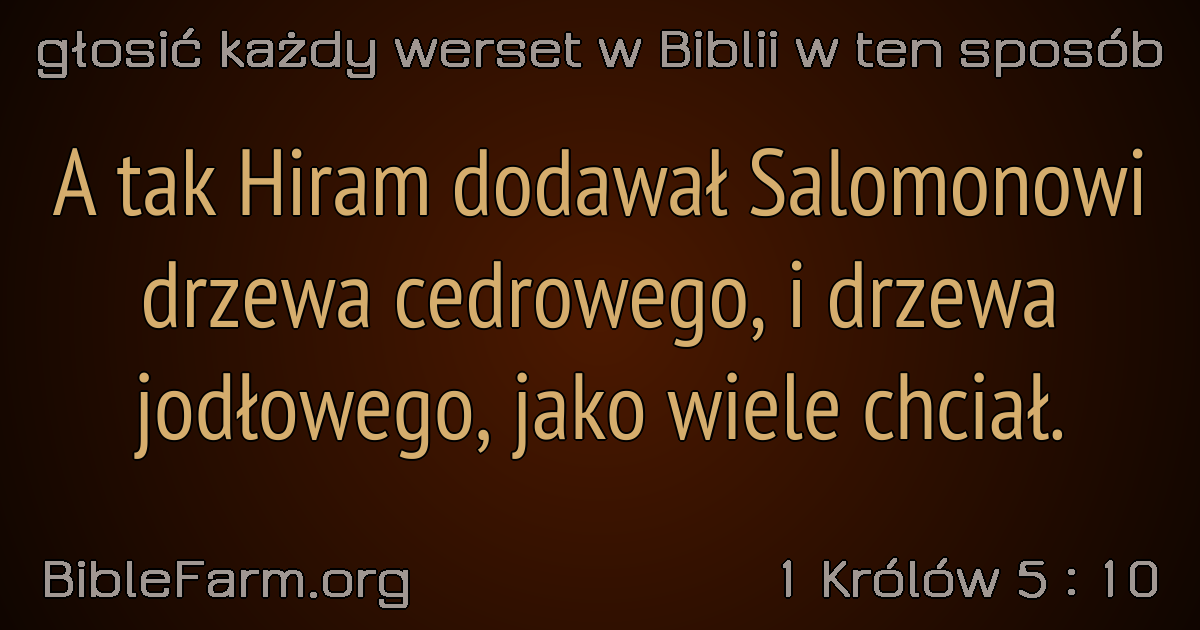 głosić każdy werset w Biblii w ten sposób
A tak Hiram dodawał Salomonowi
drzewa cedrowego, i drzewa
jodłowego, jako wiele chciał.
BibleFarm.org
1 Królów 5 : 10